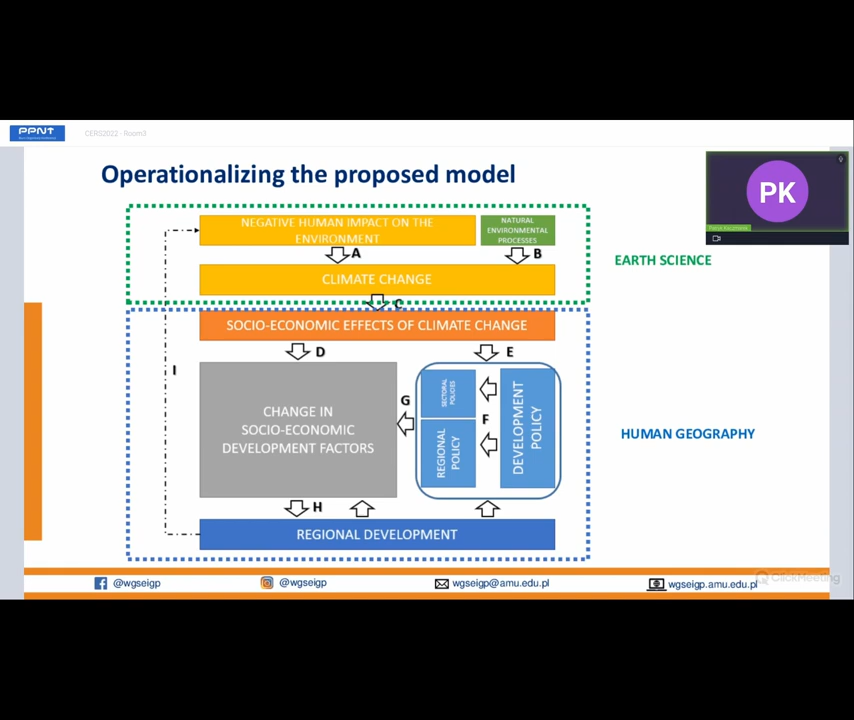 PPNT
CERS2022 - Room3
Operationalizing the proposed model
PK
NEGATIVE HUMAN IMPACT ON THE
ENVIRONMENT
NATURAL
ENVIRONMENTAL
PROCESSES
A
B
EARTH SCIENCE
CLIMATE CHANGE
C
SOCIO-ECONOMIC EFFECTS OF CLIMATE CHANGE
D
E
I
CHANGE IN
SOCIO-ECONOMIC
DEVELOPMENT FACTORS
G
SECTORAL
POLICIES
F
REGIONAL
POLICY
DEVELOPMENT
POLICY
HUMAN GEOGRAPHY
H
REGIONAL DEVELOPMENT
@wgseigp
@wgseigp
wgseigp@amu.edu.pl
wgseigp.amu.edu.pl
ClickMeeting